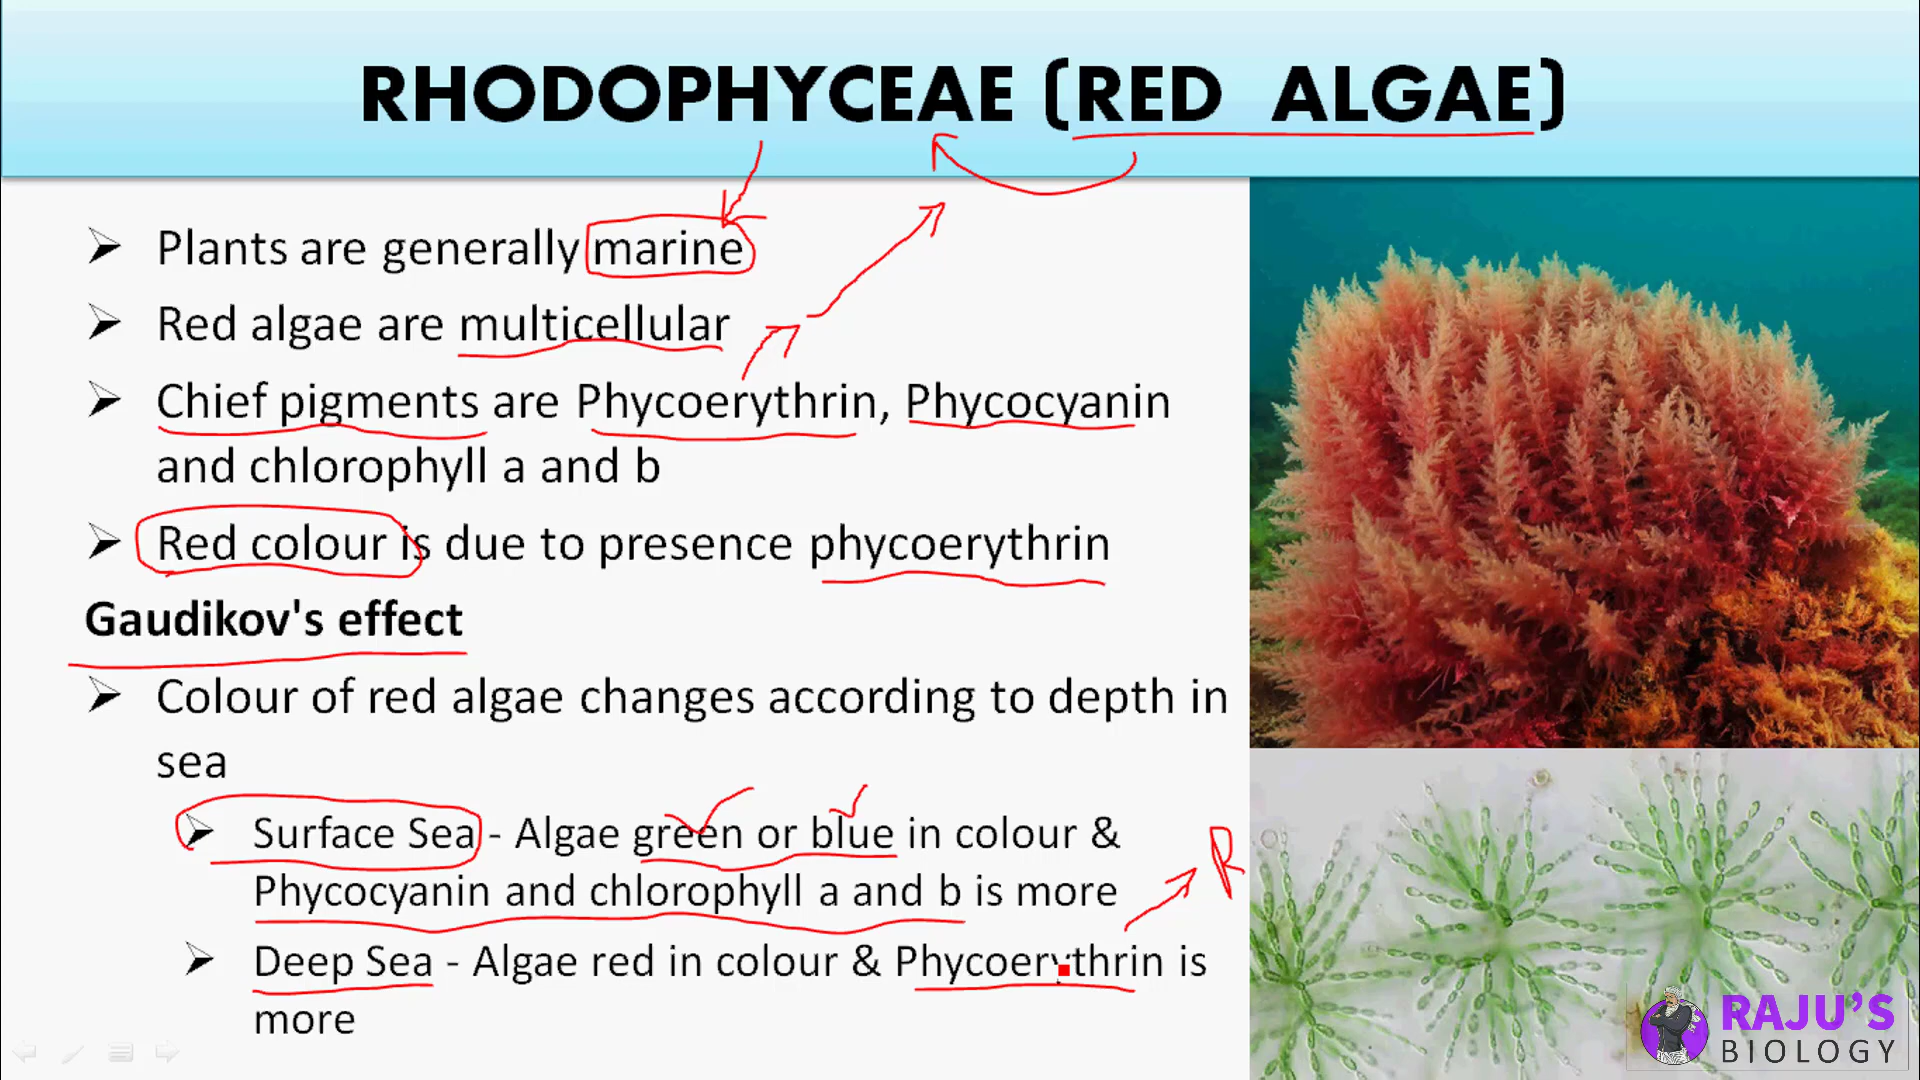 RHODOPHYCEAE (RED ALGAE)
Plants are generally marine
Red algae are multicellular
Chief pigments are Phycoerythrin, Phycocyanin
and chlorophyll a and b
Red colour is due to presence phycoerythrin
Gaudikov's effect
Colour of red algae changes according to depth in
sea
Surface Sea - Algae green or blue in colour &
Phycocyanin and chlorophyll a and b is more
R
Deep Sea - Algae red in colour & Phycoerythrin is
more
RAJU'S
BIOLOGY